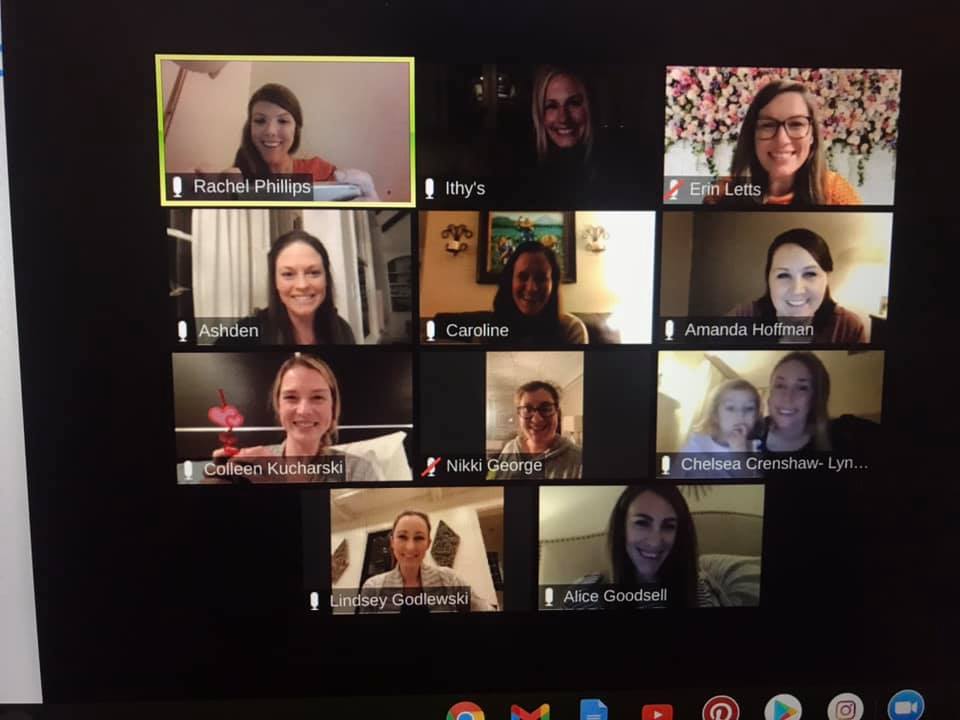 Rachel Phillips
Ithy's
Erin Letts
Ashden
Caroline
Amanda Hoffman
Colleen Kucharski
Nikki George
Chelsea Crenshaw- Lyn...
Lindsey Godlewski
Alice Goodsell